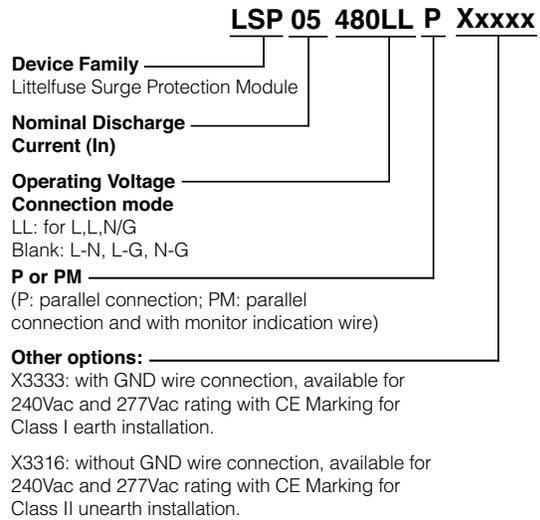 LSP 05 480LL P Xxxxx
Device Family
Littelfuse Surge Protection Module
Nominal Discharge
Current (In)
Operating Voltage
Connection mode
LL: for L,L,N/G
Blank: L-N, L-G, N-G
P or PM
(P: parallel connection; PM: parallel
connection and with monitor indication wire)
Other options:
X3333: with GND wire connection, available for
240Vac and 277Vac rating with CE Marking for
Class I earth installation.
X3316: without GND wire connection, available for
240Vac and 277Vac rating with CE Marking for
Class II unearth installation.